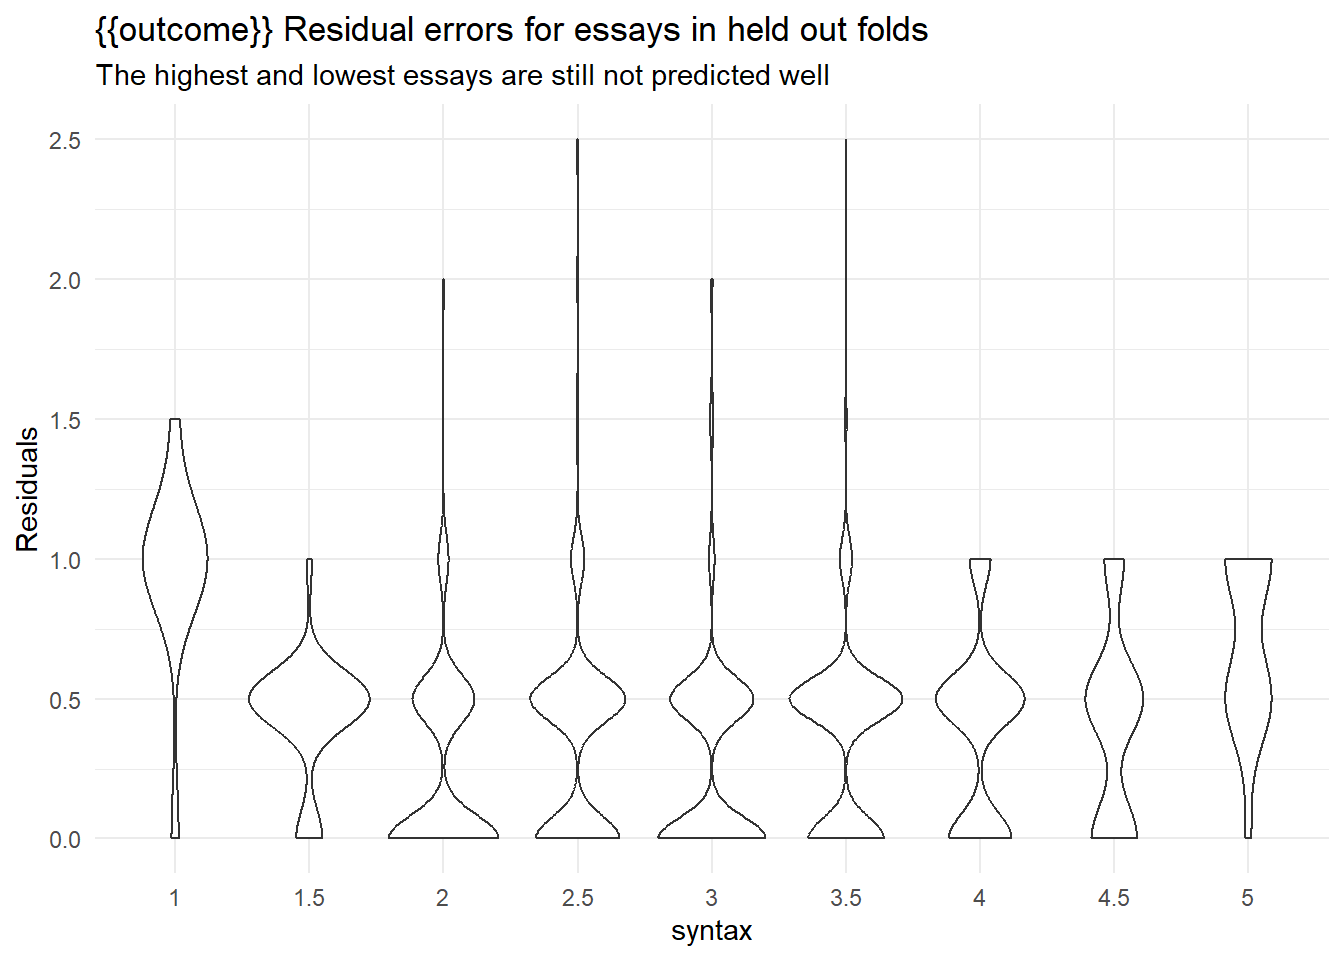 {{outcome}} Residual errors for essays in held out folds
The highest and lowest essays are still not predicted well
2.5
2.0
1.5
1.0
0.5
0.0
Residuals
1 1.5 2 2.5 3 3.5 4 4.5 5
syntax